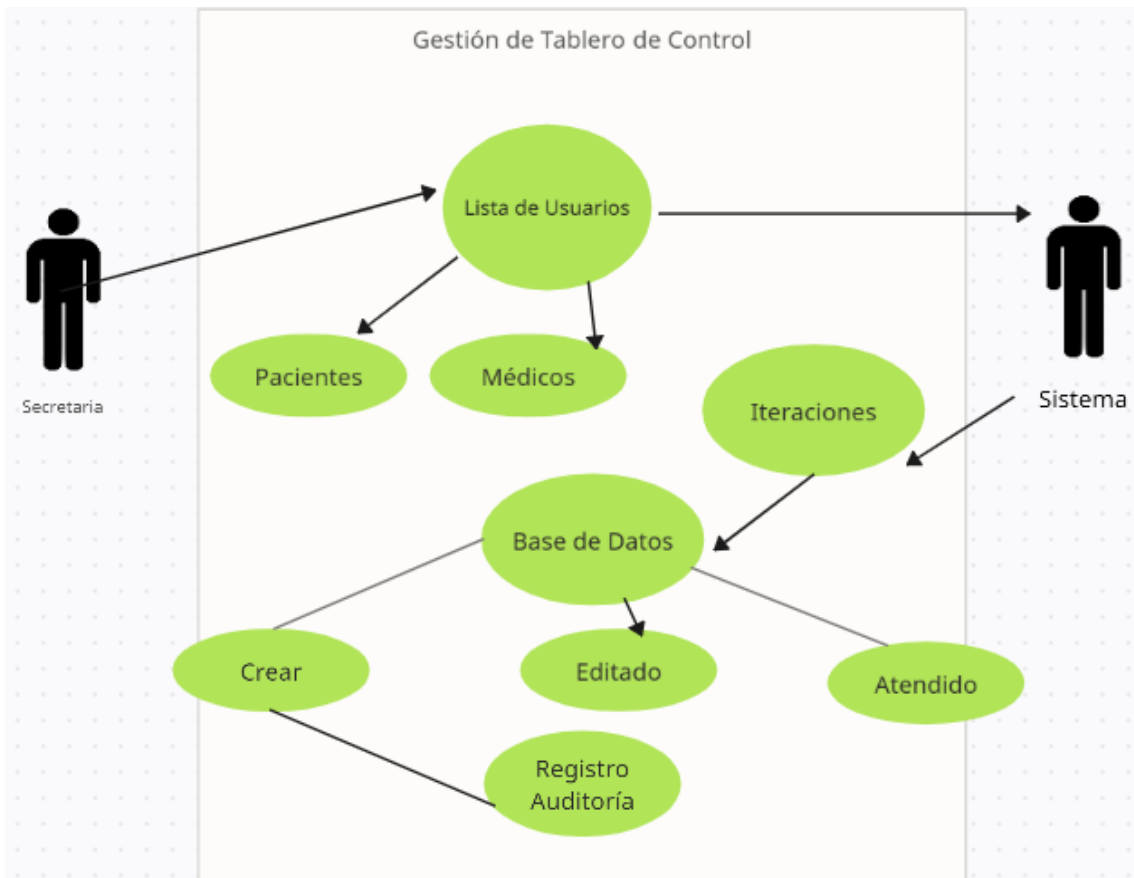 Gestión de Tablero de Control
Lista de Usuarios
Pacientes
Médicos
Secretaria
Sistema
Iteraciones
Base de Datos
Crear
Editado
Atendido
Registro
Auditoría